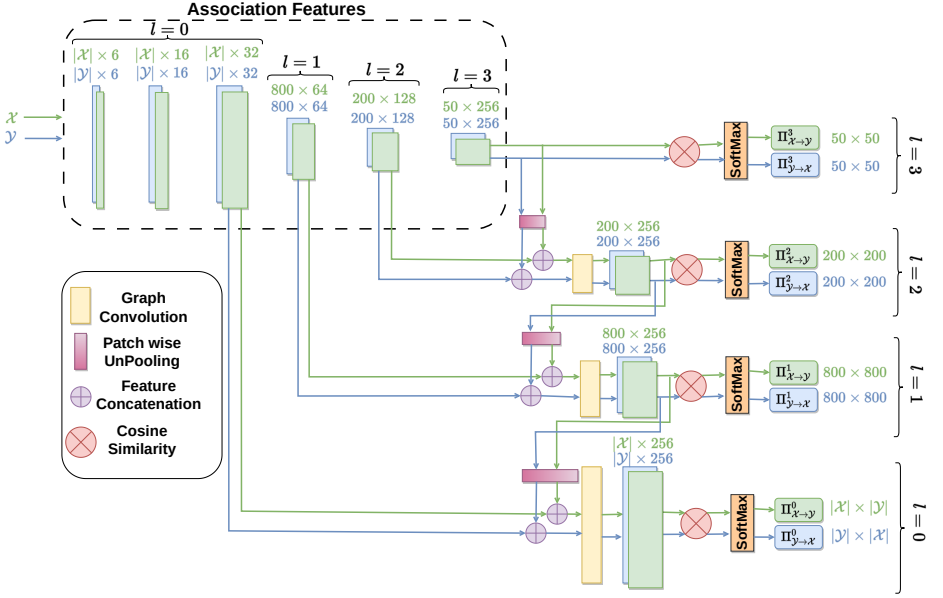 Association Features
l = 0
|𝒳| × 6
|𝒴| × 6
|𝒳| × 16
|𝒴| × 16
|𝒳| × 32
|𝒴| × 32
l = 1
800 × 64
800 × 64
l = 2
200 × 128
200 × 128
l = 3
50 × 256
50 × 256
𝒳
𝒴
SoftMax
Π³𝒳→𝒴
50 × 50
Π³𝒴→𝒳
50 × 50
l = 3
200 × 256
200 × 256
SoftMax
Π²𝒳→𝒴
200 × 200
Π²𝒴→𝒳
200 × 200
l = 2
800 × 256
800 × 256
SoftMax
Π¹𝒳→𝒴
800 × 800
Π¹𝒴→𝒳
800 × 800
l = 1
|𝒳| × 256
|𝒴| × 256
SoftMax
Π⁰𝒳→𝒴
|𝒳| × |𝒴|
Π⁰𝒴→𝒳
|𝒴| × |𝒳|
l = 0
Graph
Convolution
Patch wise
UnPooling
Feature
Concatenation
Cosine
Similarity